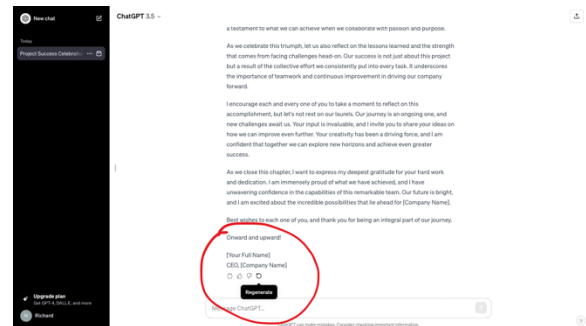 New chat
Today
Project Success Celebratio
Upgrade plan
Get GPT-4, DALL·E, and more
Richard
ChatGPT 3.5
a testament to what we can achieve when we collaborate with passion and purpose.
As we celebrate this triumph, let us also reflect on the lessons learned and the strength
that comes from facing challenges head-on. Our success is not just about this project
but a result of the collective effort we consistently put into every task. It underscores
the importance of teamwork and continuous improvement in driving our company
forward.
I encourage each and every one of you to take a moment to reflect on this
accomplishment, but let's not rest on our laurels. Our journey is an ongoing one, and
new challenges await us. Your input is invaluable, and I invite you to share your ideas on
how we can improve even further. Your creativity has been a driving force, and I am
confident that together we can explore new horizons and achieve even greater
success.
As we close this chapter, I want to express my deepest gratitude for your hard work
and dedication. I am immensely proud of what we have achieved, and I have
unwavering confidence in the capabilities of this remarkable team. Our future is bright,
and I am excited about the incredible possibilities that lie ahead for [Company Name].
Best wishes to each one of you, and thank you for being an integral part of our journey.
Onward and upward!
[Your Full Name]
CEO, [Company Name]
Regenerate
Message ChatGPT...
ChatGPT can make mistakes. Consider checking important information.
?